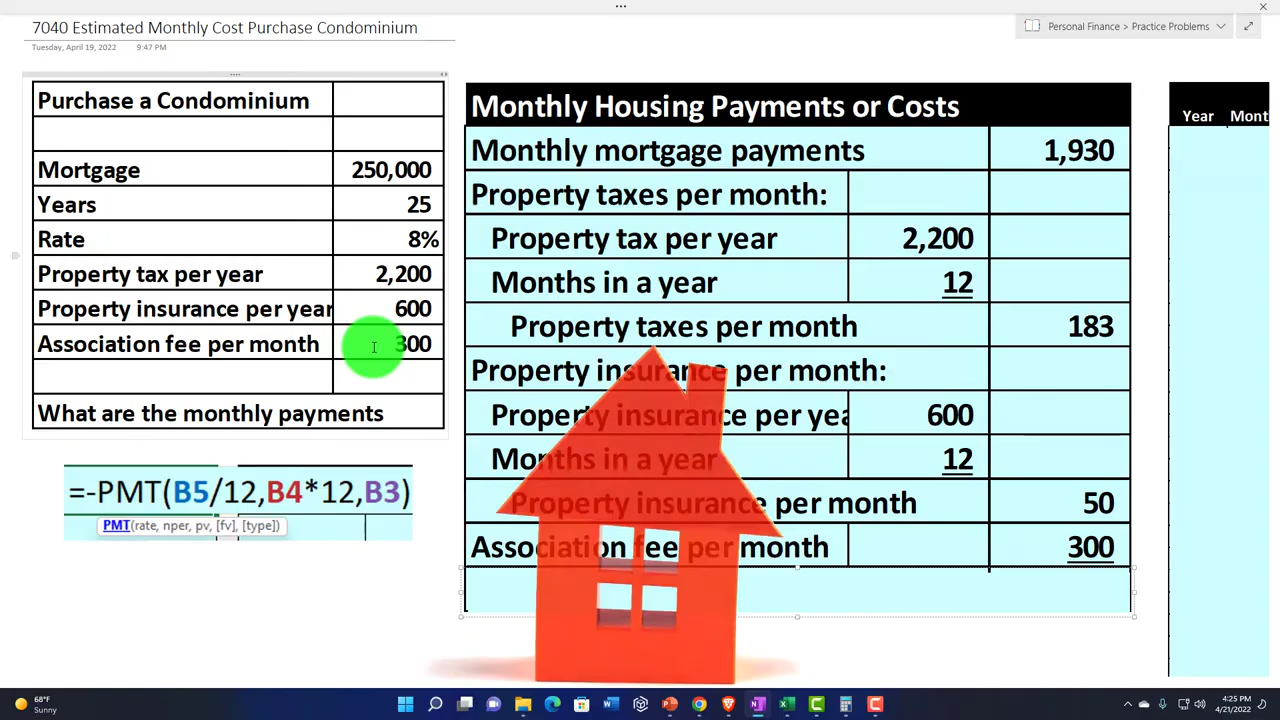 7040 Estimated Monthly Cost Purchase Condominium
Tuesday, April 19, 2022 9:47 PM
Personal Finance > Practice Problems
Purchase a Condominium
Mortgage 250,000
Years 25
Rate 8%
Property tax per year 2,200
Property insurance per year 600
Association fee per month 300
What are the monthly payments
=-PMT(B5/12,B4*12,B3)
PMT(rate, nper, pv, [fv], [type])
Monthly Housing Payments or Costs
Monthly mortgage payments 1,930
Property taxes per month:
Property tax per year 2,200
Months in a year 12
Property taxes per month 183
Property insurance per month:
Property insurance per yea 600
Months in a year 12
Property insurance per month 50
Association fee per month 300
Year Mont
68°F
Sunny
4:25 PM
4/21/2022